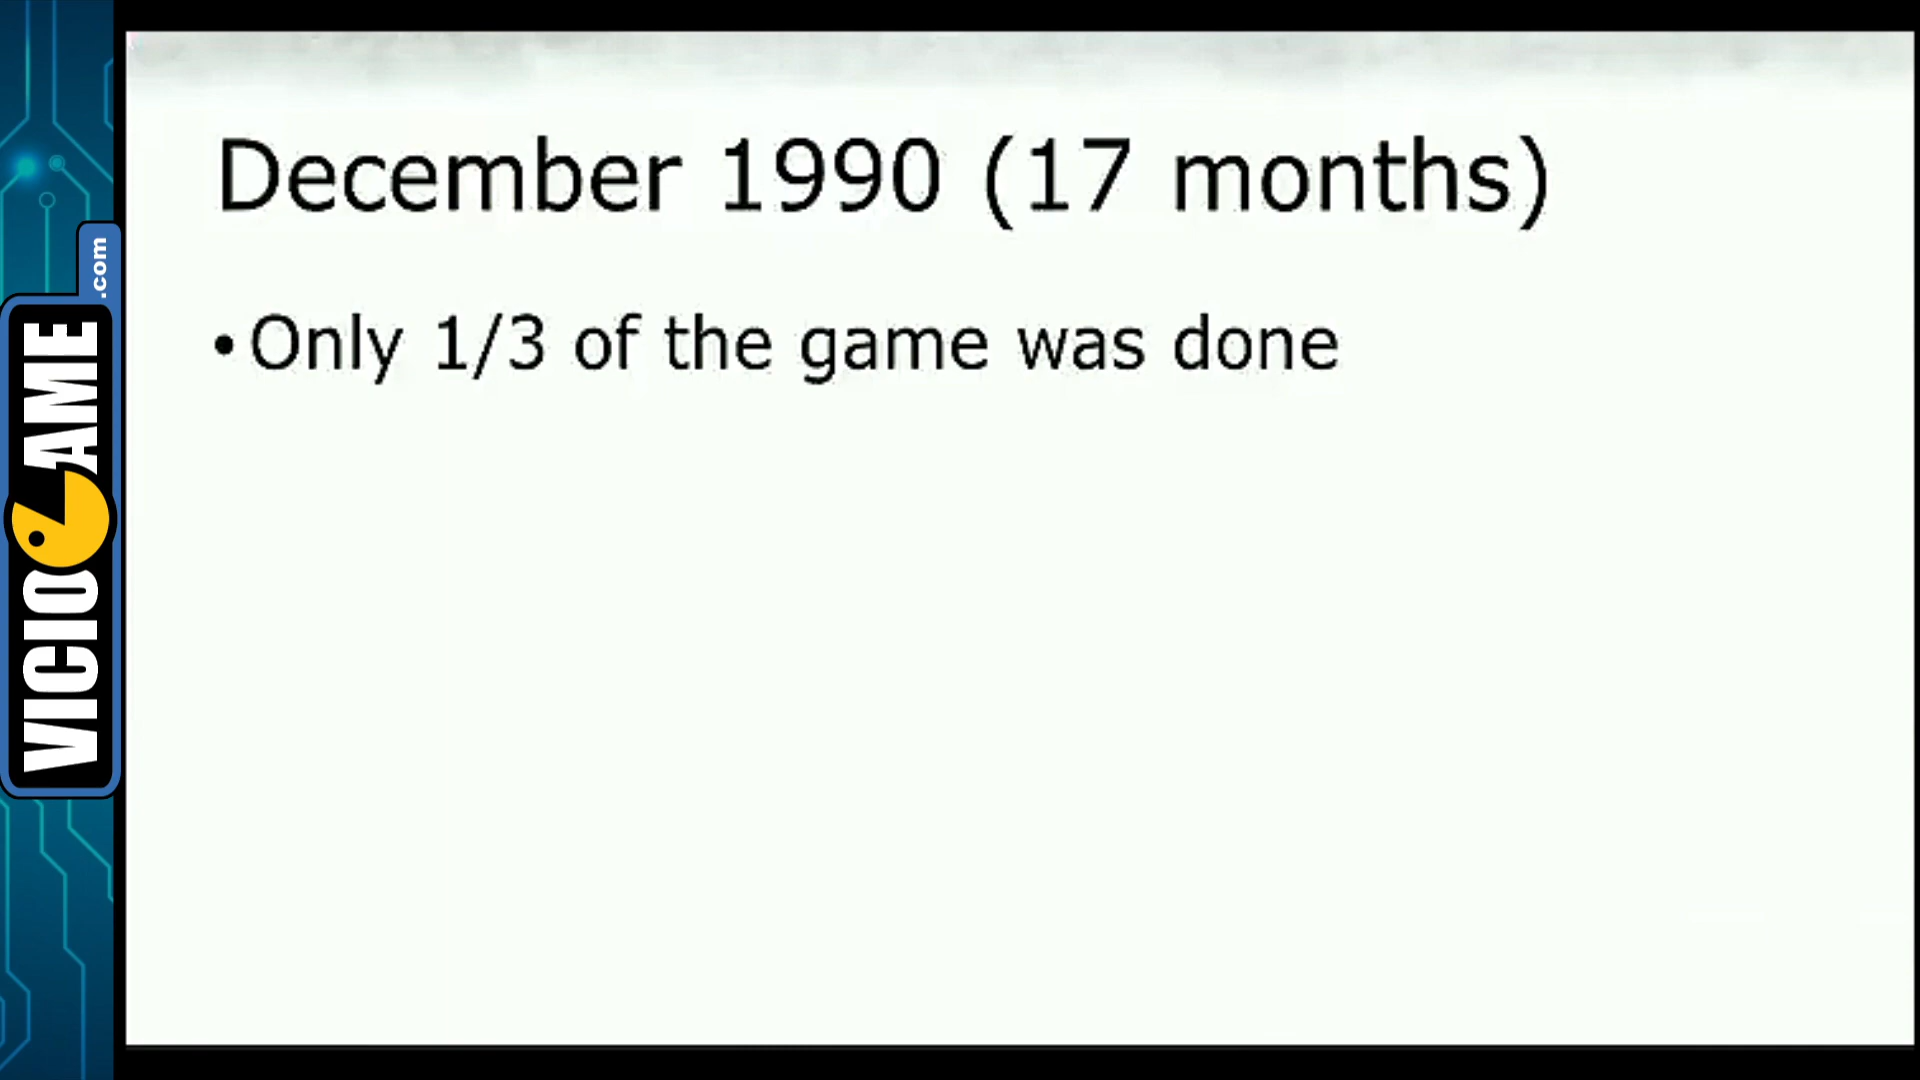 December 1990 (17 months)
• Only 1/3 of the game was done
VICIOGAME
.com